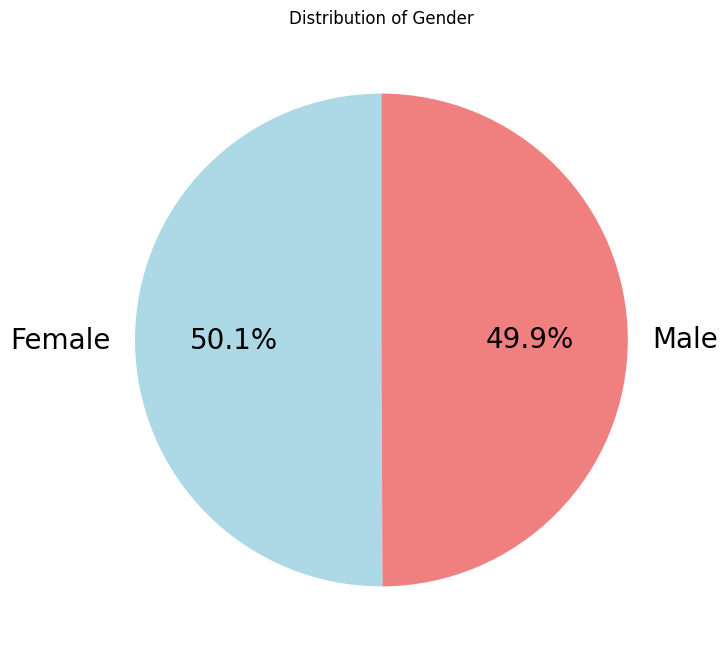 Distribution of Gender
Female
50.1%
49.9%
Male